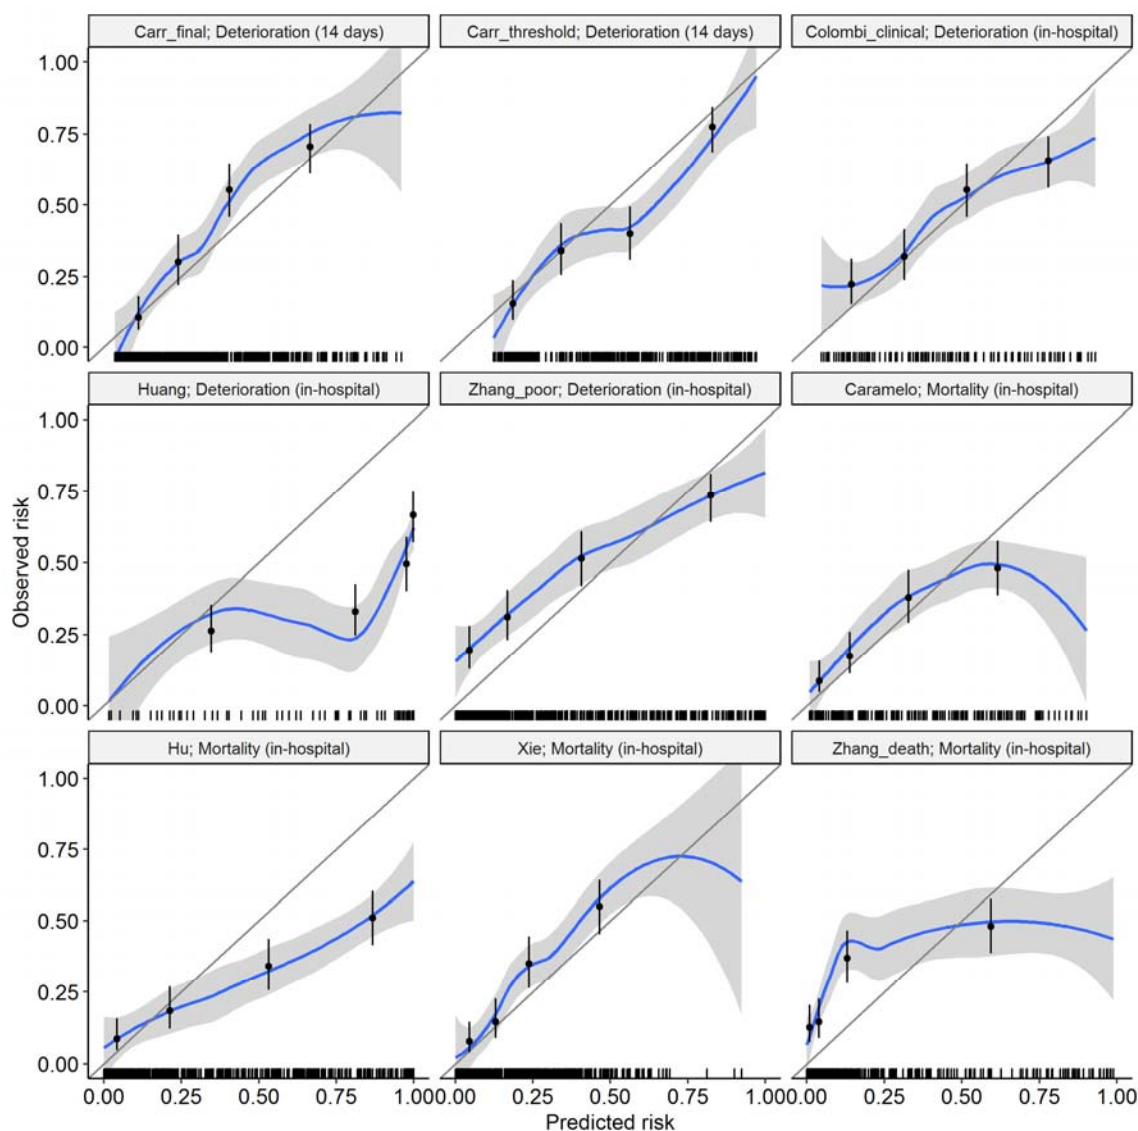 Carr_final; Deterioration (14 days)
Carr_threshold; Deterioration (14 days)
Colombi_clinical; Deterioration (in-hospital)
1.00
0.75
0.50
0.25
0.00
Huang; Deterioration (in-hospital)
Zhang_poor; Deterioration (in-hospital)
Caramelo; Mortality (in-hospital)
1.00
0.75
0.50
0.25
0.00
Observed risk
Hu; Mortality (in-hospital)
Xie; Mortality (in-hospital)
Zhang_death; Mortality (in-hospital)
1.00
0.75
0.50
0.25
0.00
0.00 0.25 0.50 0.75 1.00 0.00 0.25 0.50 0.75 1.00 0.00 0.25 0.50 0.75 1.00
Predicted risk